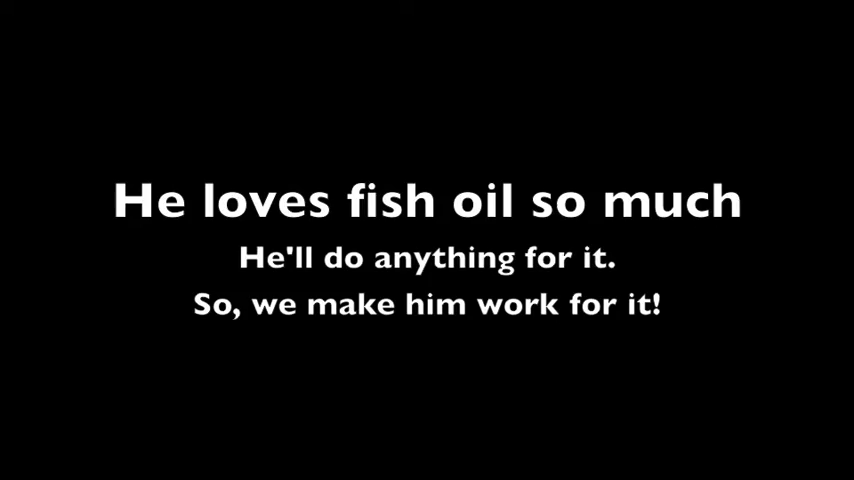 He loves fish oil so much
He'll do anything for it.
So, we make him work for it!